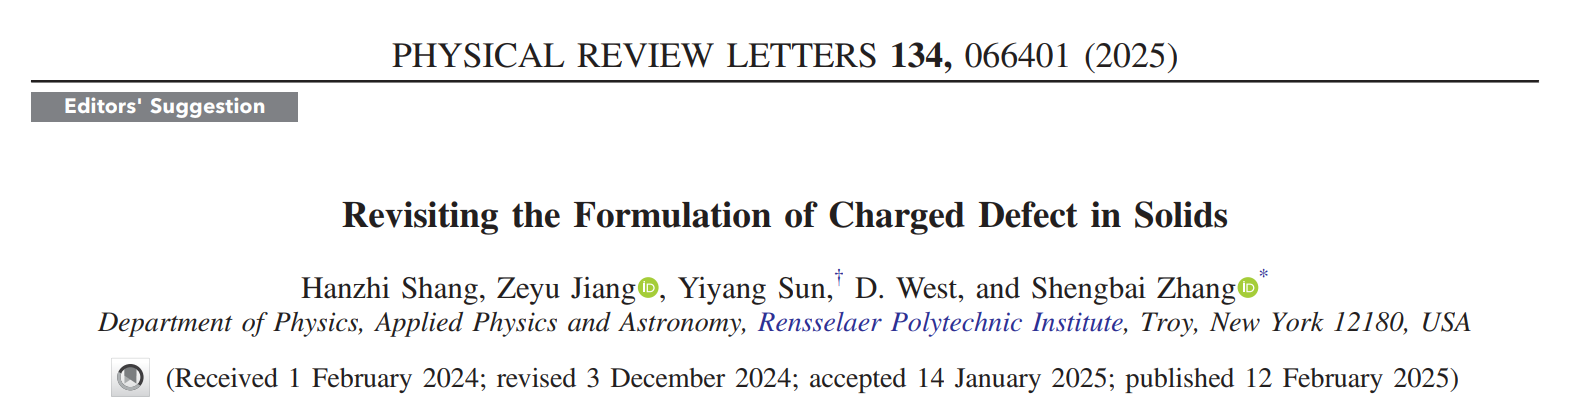 PHYSICAL REVIEW LETTERS 134, 066401 (2025)
Editors' Suggestion
Revisiting the Formulation of Charged Defect in Solids
Hanzhi Shang, Zeyu Jiang iD, Yiyang Sun,† D. West, and Shengbai Zhang iD*
Department of Physics, Applied Physics and Astronomy, Rensselaer Polytechnic Institute, Troy, New York 12180, USA
(Received 1 February 2024; revised 3 December 2024; accepted 14 January 2025; published 12 February 2025)